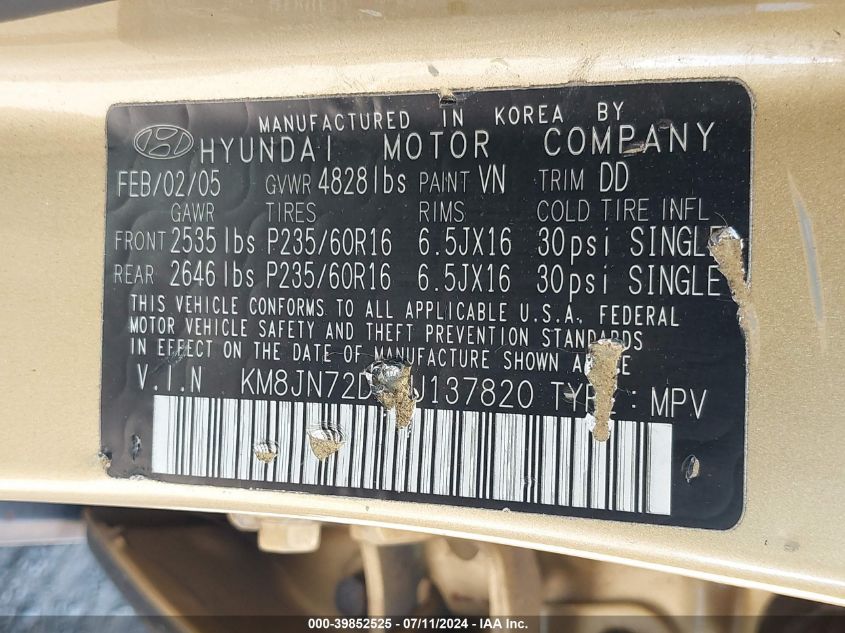 MANUFACTURED IN KOREA BY
HYUNDAI MOTOR COMPANY
FEB/02/05 GVWR 4828lbs PAINT VN TRIM DD
GAWR TIRES RIMS COLD TIRE INFL
FRONT 2535lbs P235/60R16 6.5JX16 30psi SINGLE
REAR 2646lbs P235/60R16 6.5JX16 30psi SINGLE
THIS VEHICLE CONFORMS TO ALL APPLICABLE U.S.A. FEDERAL
MOTOR VEHICLE SAFETY AND THEFT PREVENTION STANDARDS
IN EFFECT ON THE DATE OF MANUFACTURE SHOWN ABOVE
V.I.N KM8JN72D U137820 TYPE : MPV
000-39852525 - 07/11/2024 - IAA Inc.